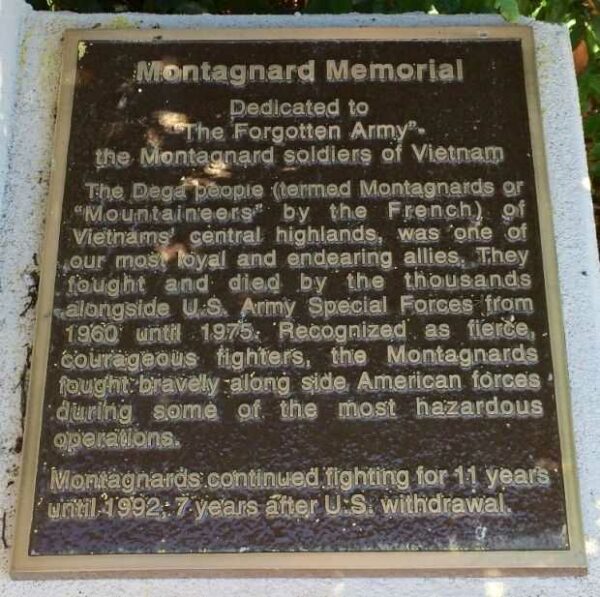 Montagnard Memorial
Dedicated to
"The Forgotten Army"-
the Montagnard soldiers of Vietnam
The Dega people (termed Montagnards or
"Mountaineers" by the French) of
Vietnams' central highlands, was one of
our most loyal and endearing allies. They
fought and died by the thousands
alongside U.S. Army Special Forces from
1960 until 1975. Recognized as fierce,
courageous fighters, the Montagnards
fought bravely along side American forces
during some of the most hazardous
operations.
Montagnards continued fighting for 11 years
until 1992; 7 years after U.S. withdrawal.